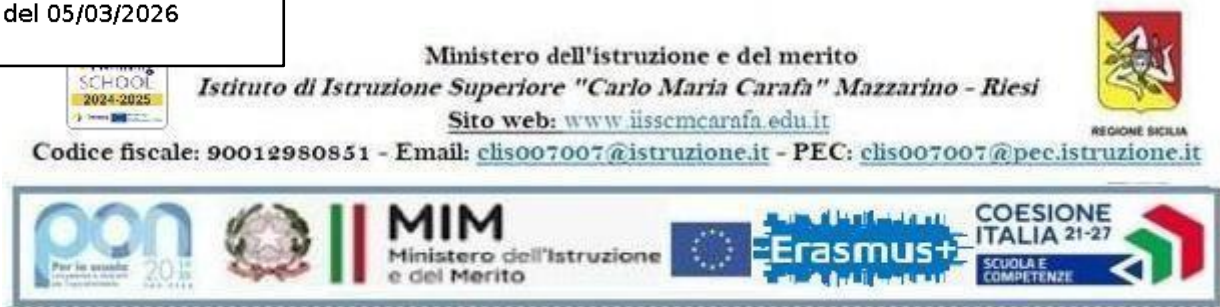 del 05/03/2026
Ministero dell'istruzione e del merito
SCHOOL
2024-2025
Istituto di Istruzione Superiore "Carlo Maria Carafa" Mazzarino - Riesi
Sito web: www.iisscmcarafa.edu.it
REGIONE SICILIA
Codice fiscale: 90012980851 - Email: clis007007@istruzione.it - PEC: clis007007@pec.istruzione.it
pon
Per la scuola
20
MIM
Ministero dell'Istruzione
e del Merito
Erasmus+
COESIONE
ITALIA 21-27
SCUOLA E
COMPETENZE